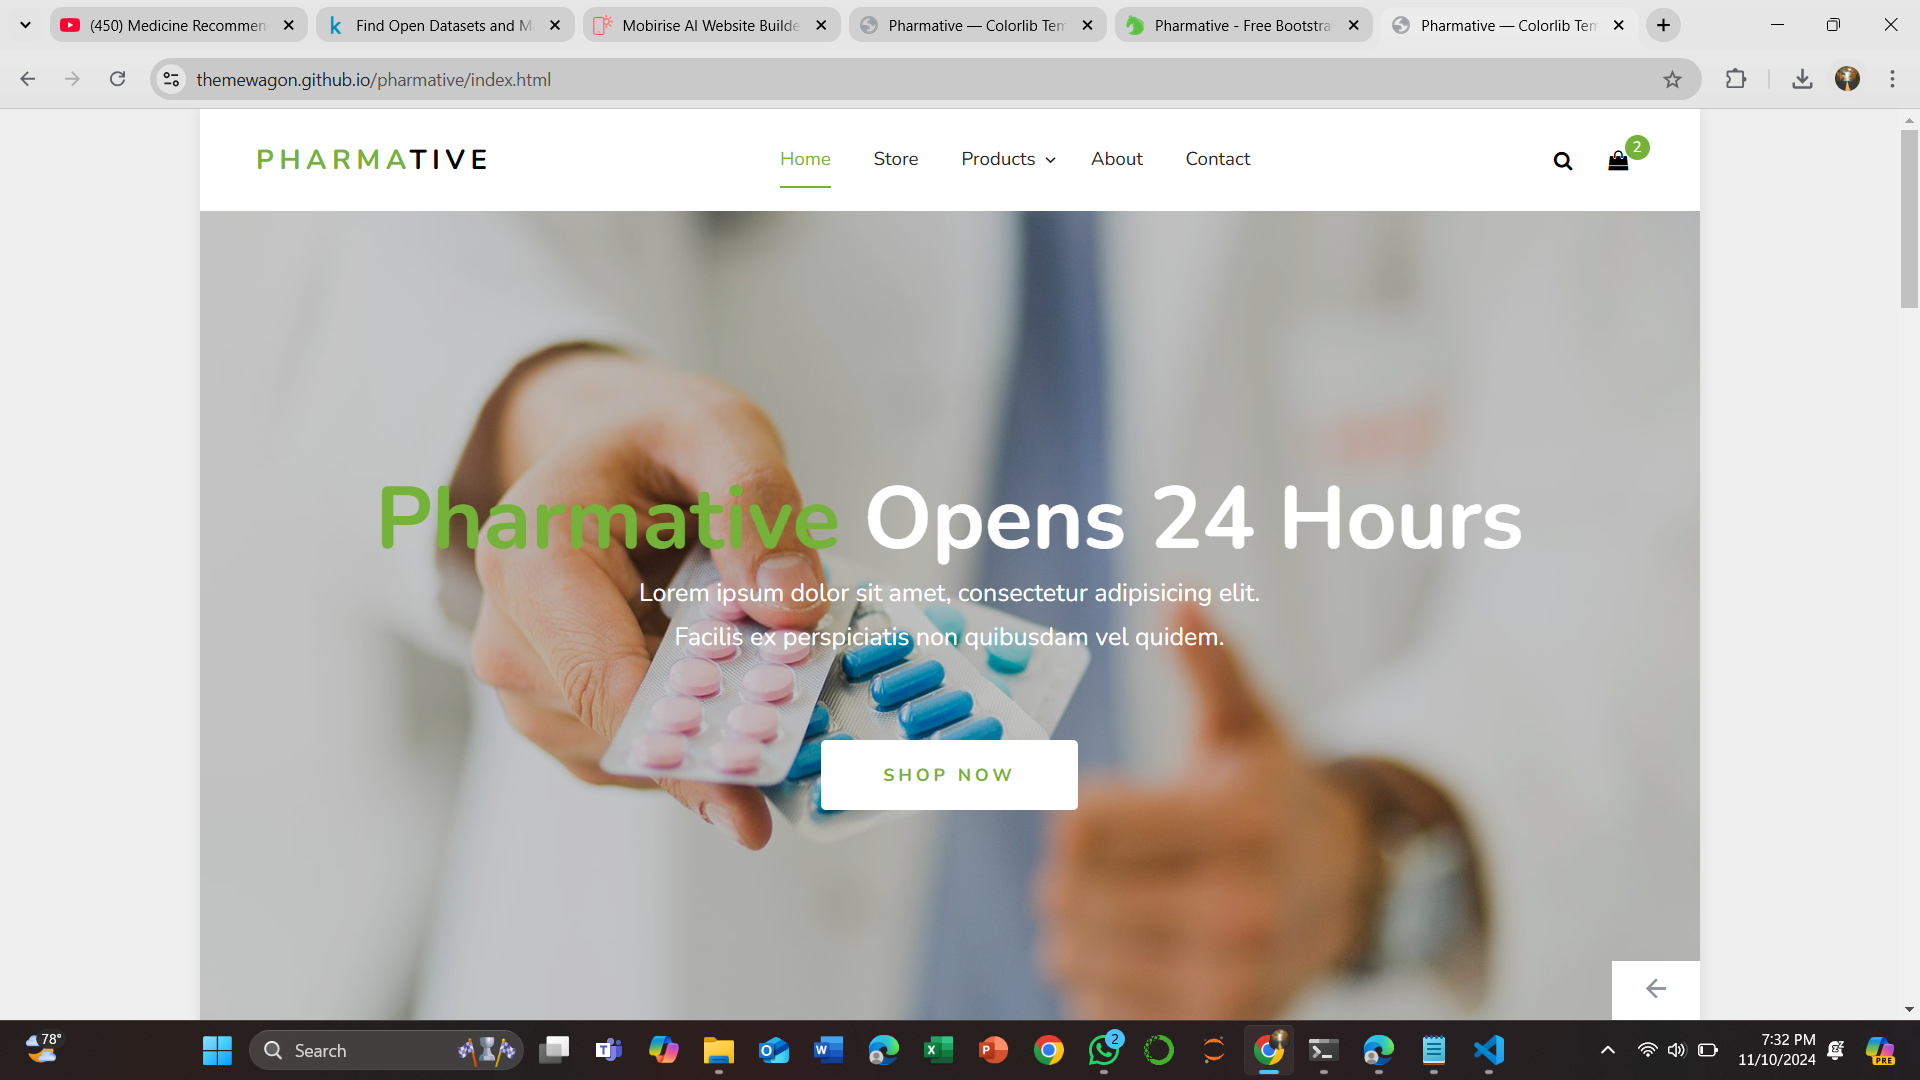 (450) Medicine Recommen
Find Open Datasets and M
Mobirise AI Website Builde
Pharmative — Colorlib Tem
Pharmative - Free Bootstra
Pharmative — Colorlib Tem
themewagon.github.io/pharmative/index.html
PHARMATIVE
Home
Store
Products
About
Contact
2
Pharmative Opens 24 Hours
Lorem ipsum dolor sit amet, consectetur adipisicing elit.
Facilis ex perspiciatis non quibusdam vel quidem.
SHOP NOW
78°
Search
2
7:32 PM
11/10/2024
PRE